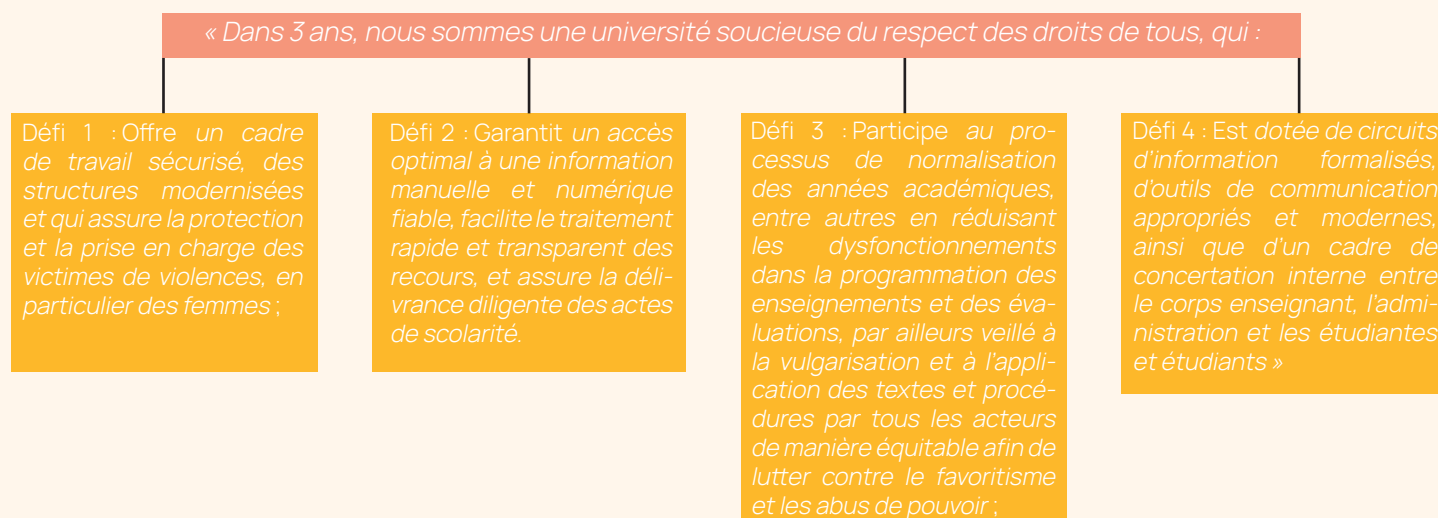 « Dans 3 ans, nous sommes une université soucieuse du respect des droits de tous, qui :
Défi 1 : Offre un cadre
de travail sécurisé, des
structures modernisées
et qui assure la protection
et la prise en charge des
victimes de violences, en
particulier des femmes ;
Défi 2 : Garantit un accès
optimal à une information
manuelle et numérique
fiable, facilite le traitement
rapide et transparent des
recours, et assure la déli-
vrance diligente des actes
de scolarité.
Défi 3 : Participe au pro-
cessus de normalisation
des années académiques,
entre autres en réduisant
les dysfonctionnements
dans la programmation des
enseignements et des éva-
luations, par ailleurs veillé à
la vulgarisation et à l'appli-
cation des textes et procé-
dures par tous les acteurs
de manière équitable afin de
lutter contre le favoritisme
et les abus de pouvoir ;
Défi 4 : Est dotée de circuits
d'information formalisés,
d'outils de communication
appropriés et modernes,
ainsi que d'un cadre de
concertation interne entre
le corps enseignant, l'admi-
nistration et les étudiantes
et étudiants »